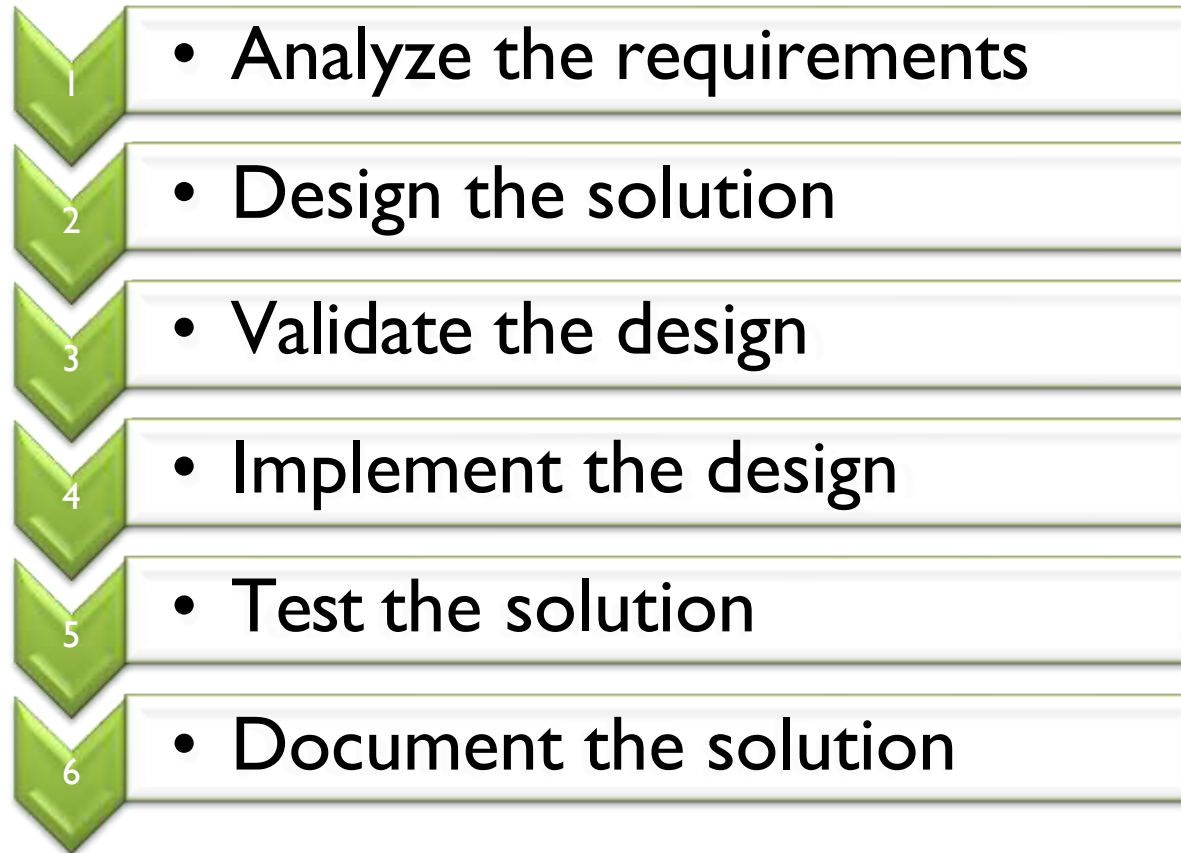 1 • Analyze the requirements
2 • Design the solution
3 • Validate the design
4 • Implement the design
5 • Test the solution
6 • Document the solution